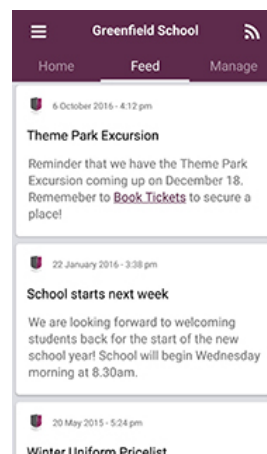 Greenfield School
Home Feed Manage
6 October 2016 - 4:12 pm
Theme Park Excursion
Reminder that we have the Theme Park
Excursion coming up on December 18.
Rememeber to Book Tickets to secure a
place!
22 January 2016 - 3:38 pm
School starts next week
We are looking forward to welcoming
students back for the start of the new
school year! School will begin Wednesday
morning at 8.30am.
20 May 2015 - 5:24 pm
Winter Uniform Pricelist